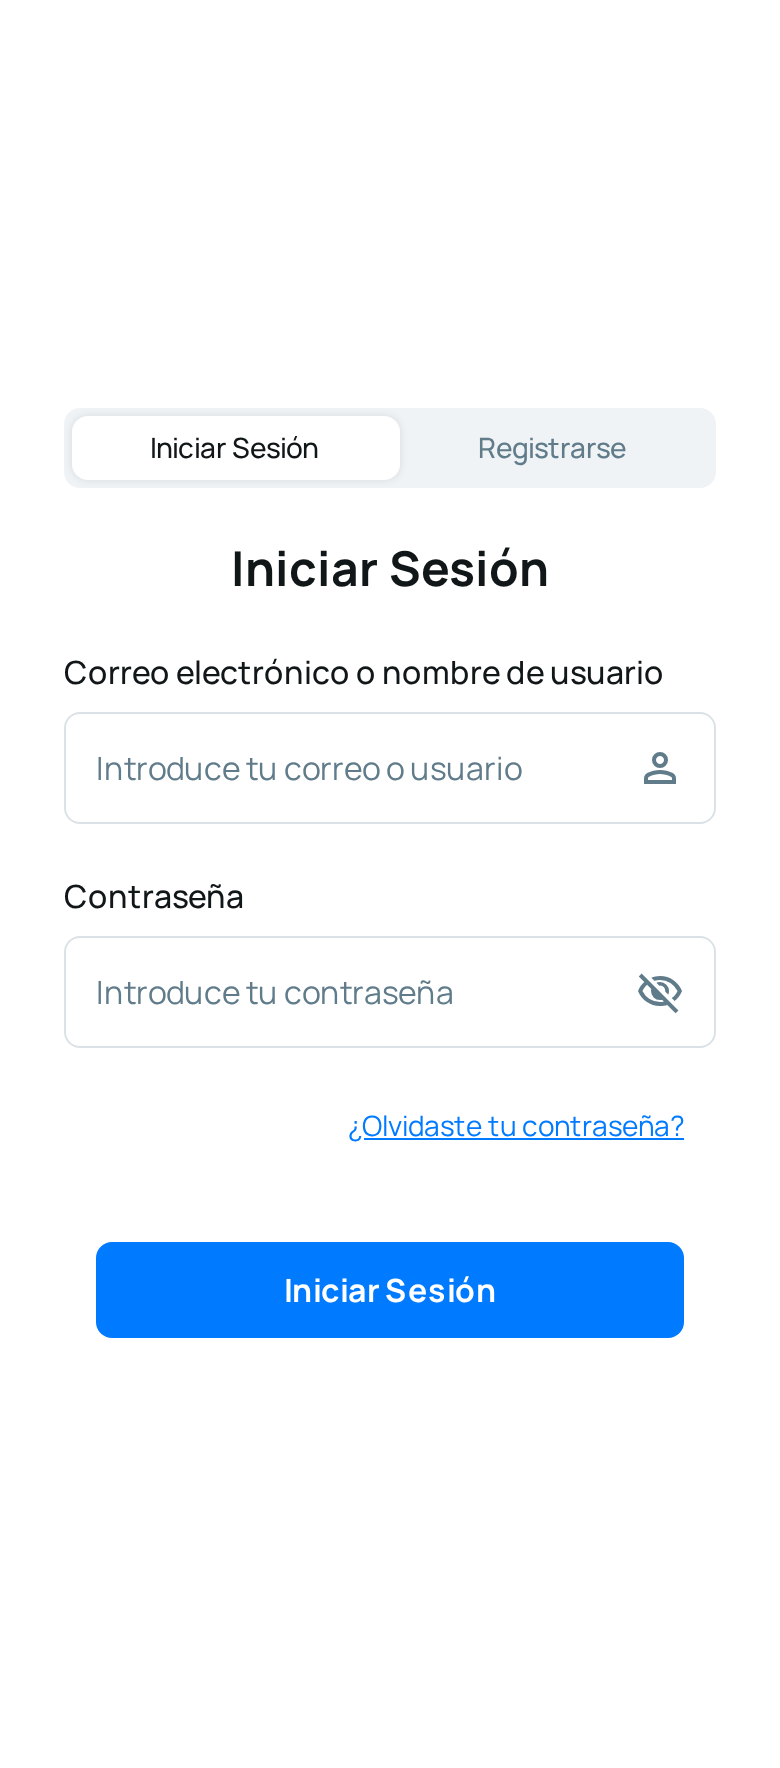 Iniciar Sesión
Registrarse
Iniciar Sesión
Correo electrónico o nombre de usuario
Introduce tu correo o usuario
Contraseña
Introduce tu contraseña
¿Olvidaste tu contraseña?
Iniciar Sesión